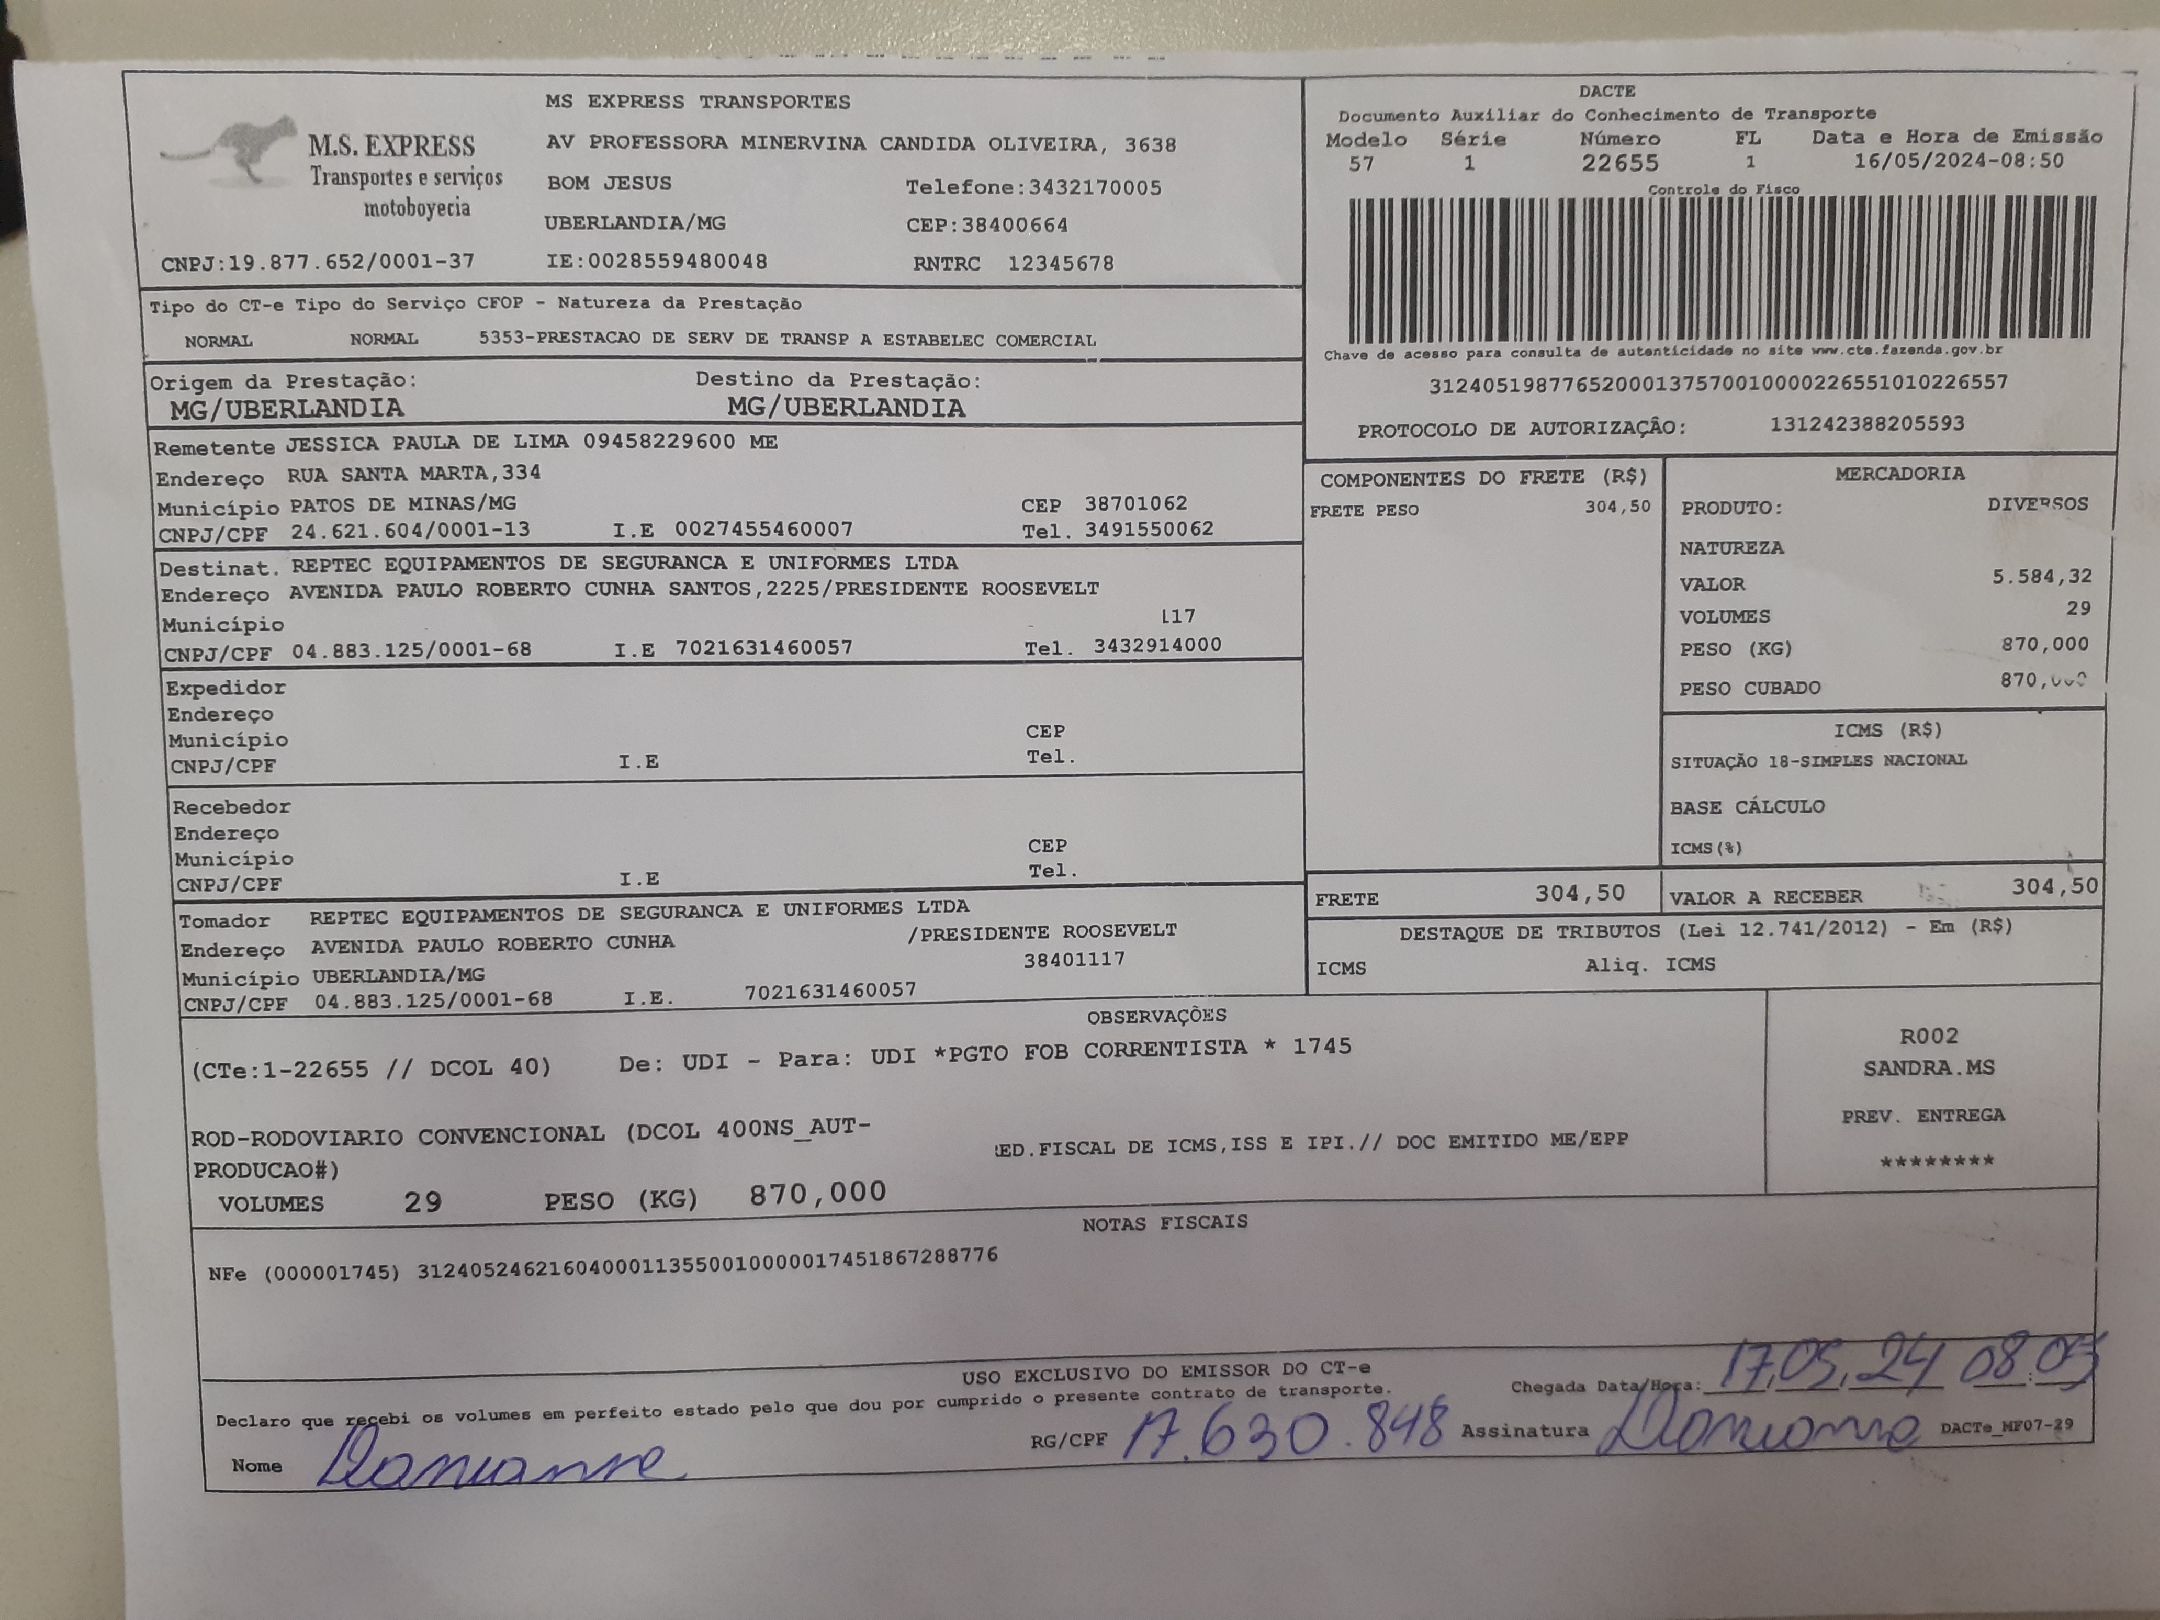 MS EXPRESS TRANSPORTES
M.S. EXPRESS
Transportes e serviços
motoboyecia
AV PROFESSORA MINERVINA CANDIDA OLIVEIRA, 3638
BOM JESUS Telefone:3432170005
UBERLANDIA/MG CEP:38400664
CNPJ:19.877.652/0001-37 IE:0028559480048 RNTRC 12345678
DACTE
Documento Auxiliar do Conhecimento de Transporte
Modelo Série Número FL Data e Hora de Emissão
57 1 22655 1 16/05/2024-08:50
Controle do Fisco
Chave de acesso para consulta de autenticidade no site www.cte.fazenda.gov.br
31240519877652000137570010000226551010226557
PROTOCOLO DE AUTORIZAÇÃO: 131242388205593
Tipo do CT-e Tipo do Serviço CFOP - Natureza da Prestação
NORMAL NORMAL 5353-PRESTACAO DE SERV DE TRANSP A ESTABELEC COMERCIAL
Origem da Prestação: Destino da Prestação:
MG/UBERLANDIA MG/UBERLANDIA
Remetente JESSICA PAULA DE LIMA 09458229600 ME
Endereço RUA SANTA MARTA,334
Município PATOS DE MINAS/MG CEP 38701062
CNPJ/CPF 24.621.604/0001-13 I.E 0027455460007 Tel. 3491550062
Destinat. REPTEC EQUIPAMENTOS DE SEGURANCA E UNIFORMES LTDA
Endereço AVENIDA PAULO ROBERTO CUNHA SANTOS,2225/PRESIDENTE ROOSEVELT
Município 117
CNPJ/CPF 04.883.125/0001-68 I.E 7021631460057 Tel. 3432914000
Expedidor
Endereço
Município CEP
CNPJ/CPF I.E Tel.
Recebedor
Endereço
Município CEP
CNPJ/CPF I.E Tel.
Tomador REPTEC EQUIPAMENTOS DE SEGURANCA E UNIFORMES LTDA
Endereço AVENIDA PAULO ROBERTO CUNHA /PRESIDENTE ROOSEVELT
Município UBERLANDIA/MG 38401117
CNPJ/CPF 04.883.125/0001-68 I.E. 7021631460057
COMPONENTES DO FRETE (R$)
FRETE PESO 304,50
MERCADORIA
PRODUTO: DIVERSOS
NATUREZA
VALOR 5.584,32
VOLUMES 29
PESO (KG) 870,000
PESO CUBADO 870,000
ICMS (R$)
SITUAÇÃO 18-SIMPLES NACIONAL
BASE CÁLCULO
ICMS(%)
FRETE 304,50 VALOR A RECEBER 304,50
DESTAQUE DE TRIBUTOS (Lei 12.741/2012) - Em (R$)
ICMS Aliq. ICMS
OBSERVAÇÕES
(CTe:1-22655 // DCOL 40) De: UDI - Para: UDI *PGTO FOB CORRENTISTA * 1745
ROD-RODOVIARIO CONVENCIONAL (DCOL 400NS_AUT-
PRODUCAO#) ED.FISCAL DE ICMS,ISS E IPI.// DOC EMITIDO ME/EPP
VOLUMES 29 PESO (KG) 870,000
R002
SANDRA.MS
PREV. ENTREGA
********
NOTAS FISCAIS
NFe (000001745) 31240524621604000113550010000017451867288776
USO EXCLUSIVO DO EMISSOR DO CT-e
Declaro que recebi os volumes em perfeito estado pelo que dou por cumprido o presente contrato de transporte.
Chegada Data/Hora: 17,05,24 08:05
Nome RG/CPF 17.630.848 Assinatura DACTe_MF07-29